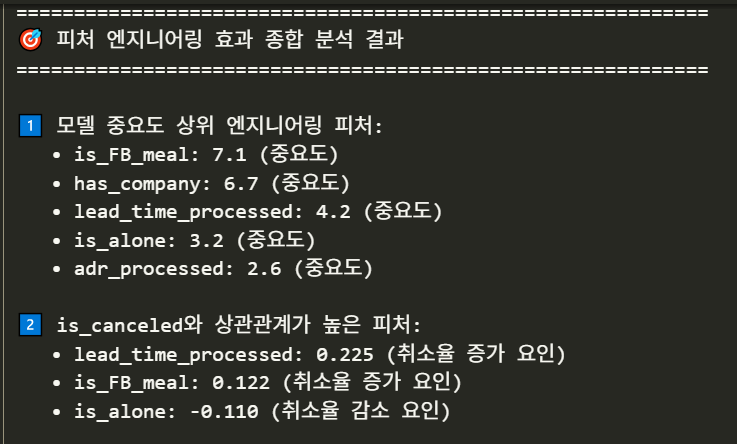 ============================================================
🎯 피처 엔지니어링 효과 종합 분석 결과
============================================================
1️⃣ 모델 중요도 상위 엔지니어링 피처:
• is_FB_meal: 7.1 (중요도)
• has_company: 6.7 (중요도)
• lead_time_processed: 4.2 (중요도)
• is_alone: 3.2 (중요도)
• adr_processed: 2.6 (중요도)
2️⃣ is_canceled와 상관관계가 높은 피처:
• lead_time_processed: 0.225 (취소율 증가 요인)
• is_FB_meal: 0.122 (취소율 증가 요인)
• is_alone: -0.110 (취소율 감소 요인)